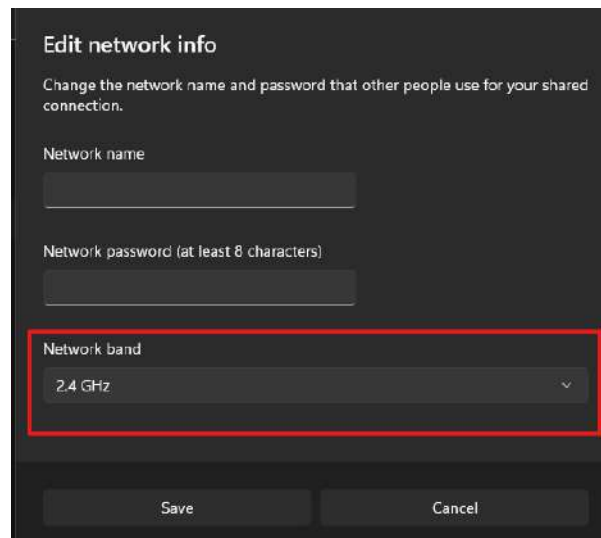 Edit network info
Change the network name and password that other people use for your shared
connection.
Network name
Network password (at least 8 characters)
Network band
2.4 GHz
Save
Cancel